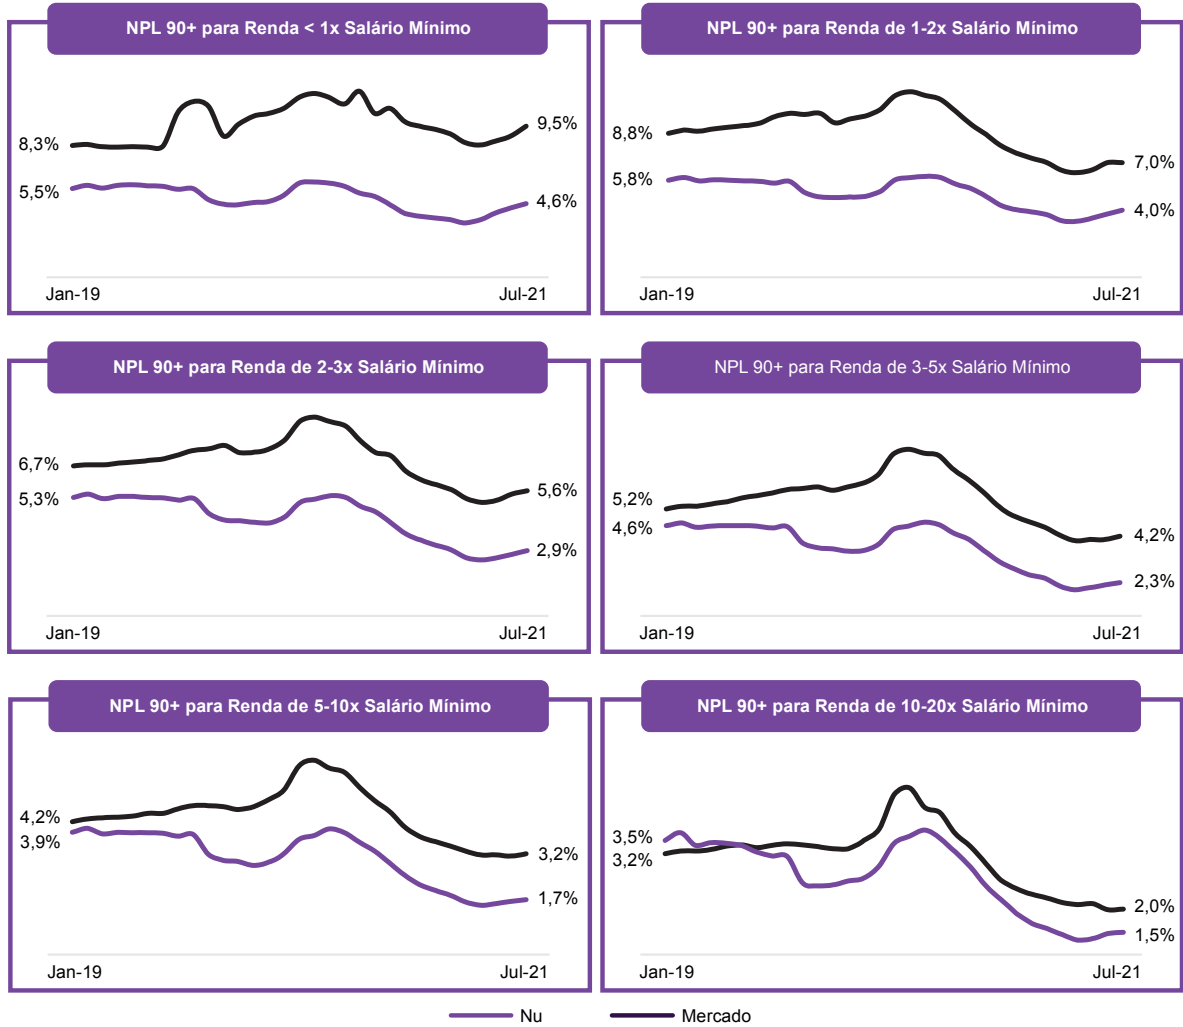 NPL 90+ para Renda < 1x Salário Mínimo
8,3%
5,5%
9,5%
4,6%
Jan-19
Jul-21
NPL 90+ para Renda de 1-2x Salário Mínimo
8,8%
5,8%
7,0%
4,0%
Jan-19
Jul-21
NPL 90+ para Renda de 2-3x Salário Mínimo
6,7%
5,3%
5,6%
2,9%
Jan-19
Jul-21
NPL 90+ para Renda de 3-5x Salário Mínimo
5,2%
4,6%
4,2%
2,3%
Jan-19
Jul-21
NPL 90+ para Renda de 5-10x Salário Mínimo
4,2%
3,9%
3,2%
1,7%
Jan-19
Jul-21
NPL 90+ para Renda de 10-20x Salário Mínimo
3,5%
3,2%
2,0%
1,5%
Jan-19
Jul-21
Nu
Mercado